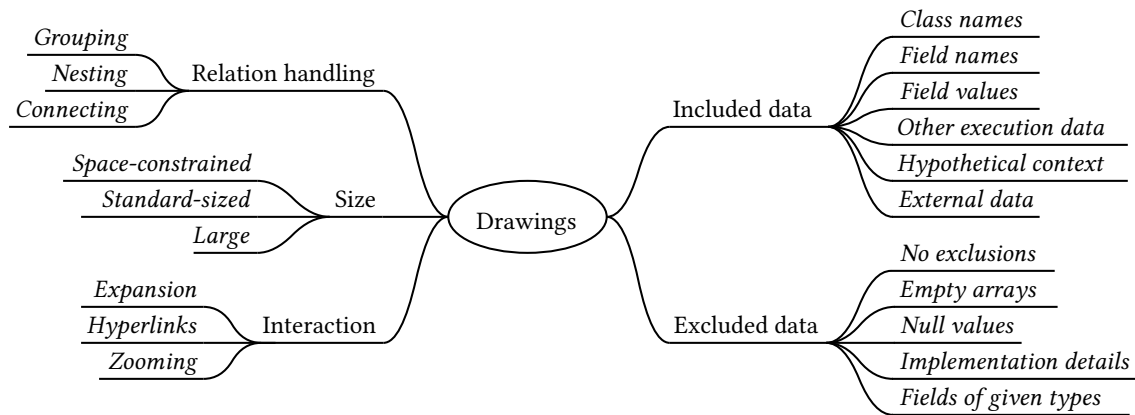 Relation handling
Grouping
Nesting
Connecting
Size
Space-constrained
Standard-sized
Large
Interaction
Expansion
Hyperlinks
Zooming
Drawings
Included data
Class names
Field names
Field values
Other execution data
Hypothetical context
External data
Excluded data
No exclusions
Empty arrays
Null values
Implementation details
Fields of given types